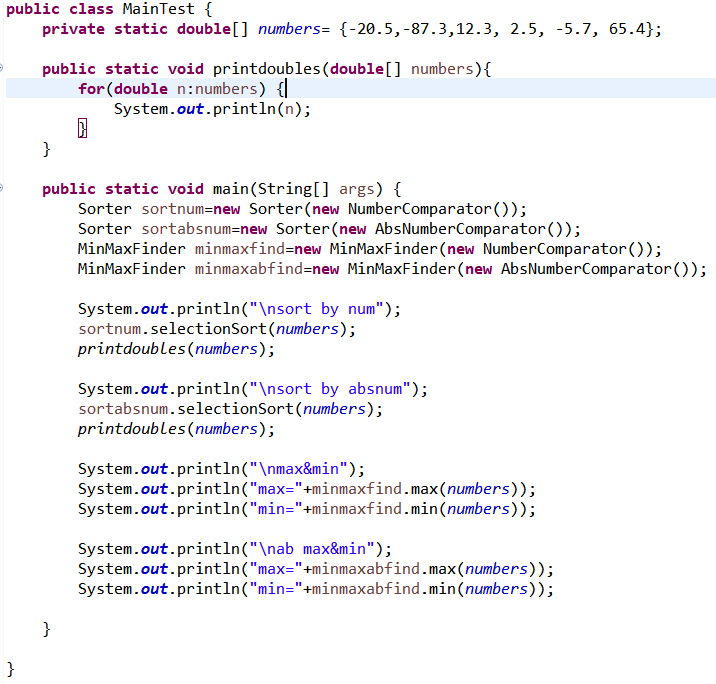 public class MainTest {
    private static double[] numbers= {-20.5,-87.3,12.3, 2.5, -5.7, 65.4};

    public static void printdoubles(double[] numbers){
        for(double n:numbers) {
            System.out.println(n);
        }
    }

    public static void main(String[] args) {
        Sorter sortnum=new Sorter(new NumberComparator());
        Sorter sortabsnum=new Sorter(new AbsNumberComparator());
        MinMaxFinder minmaxfind=new MinMaxFinder(new NumberComparator());
        MinMaxFinder minmaxabfind=new MinMaxFinder(new AbsNumberComparator());

        System.out.println("\nsort by num");
        sortnum.selectionSort(numbers);
        printdoubles(numbers);

        System.out.println("\nsort by absnum");
        sortabsnum.selectionSort(numbers);
        printdoubles(numbers);

        System.out.println("\nmax&min");
        System.out.println("max="+minmaxfind.max(numbers));
        System.out.println("min="+minmaxfind.min(numbers));

        System.out.println("\nab max&min");
        System.out.println("max="+minmaxabfind.max(numbers));
        System.out.println("min="+minmaxabfind.min(numbers));

    }

}